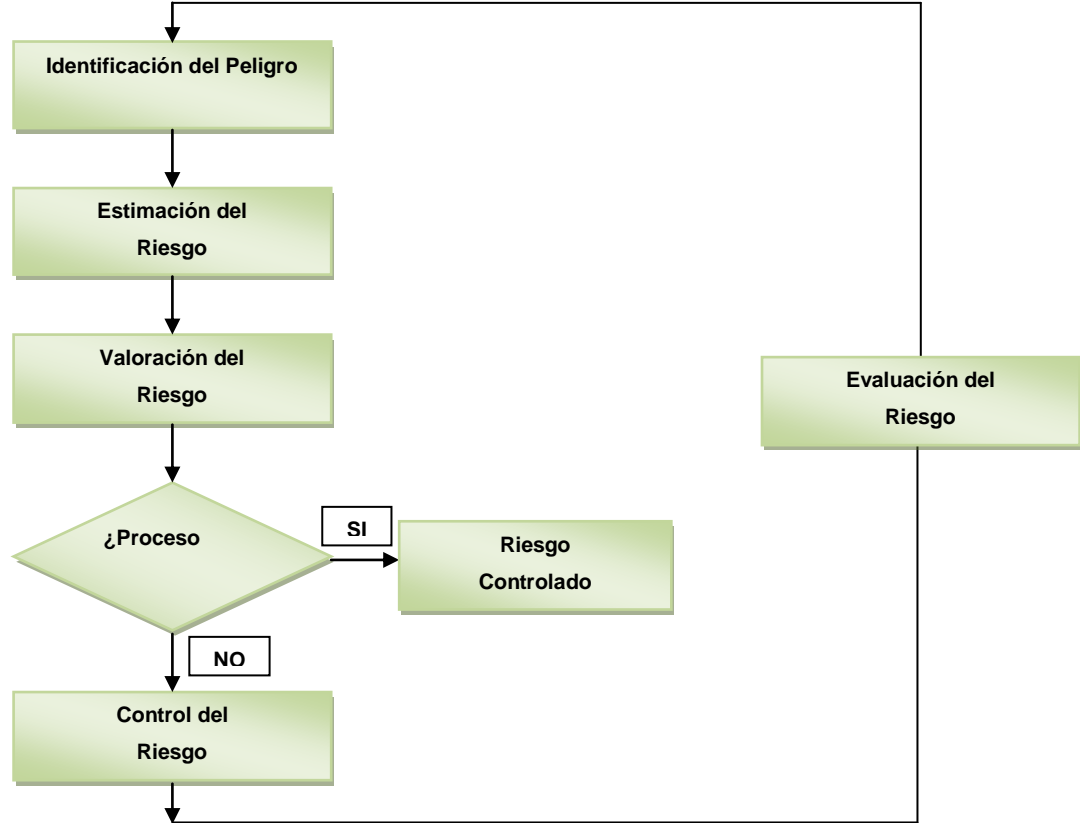 Identificación del Peligro
Estimación del
Riesgo
Valoración del
Riesgo
Evaluación del
Riesgo
¿Proceso
SI
Riesgo
Controlado
NO
Control del
Riesgo